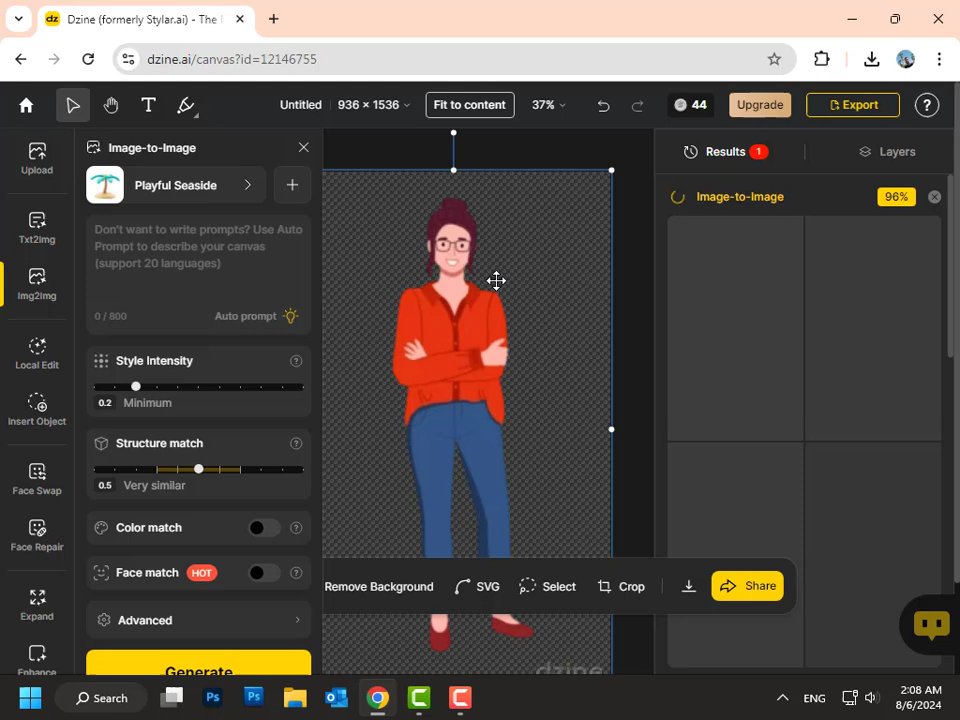 dz Dzine (formerly Stylar.ai) - The
dzine.ai/canvas?id=12146755
Untitled 936 × 1536 Fit to content 37% 44 Upgrade Export ?
Upload
Txt2Img
Img2Img
Local Edit
Insert Object
Face Swap
Face Repair
Expand
Enhance
Image-to-Image
Playful Seaside
Don't want to write prompts? Use Auto
Prompt to describe your canvas
(support 20 languages)
0 / 800 Auto prompt
Style Intensity ?
0.2 Minimum
Structure match ?
0.5 Very similar
Color match ?
Face match HOT ?
Advanced
Generate
Remove Background SVG Select Crop Share
dzine
Results 1 Layers
Image-to-Image 96%
Search Ps Ps ENG 2:08 AM
8/6/2024